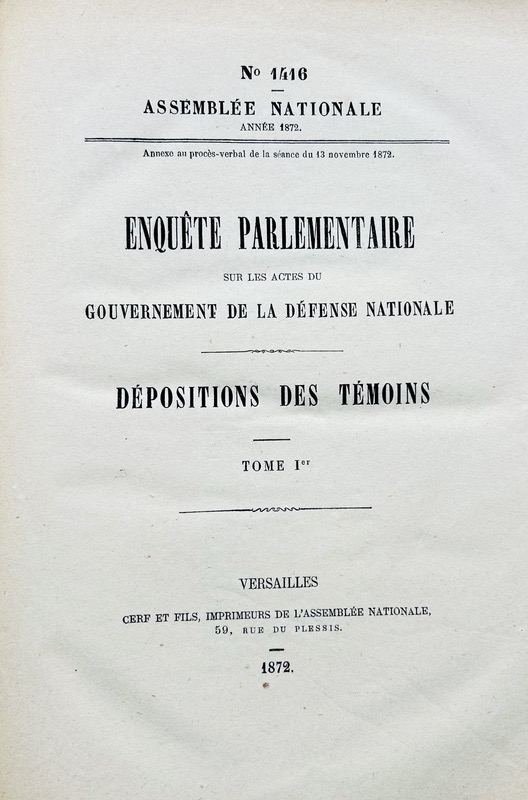 No 1416
ASSEMBLÉE NATIONALE
ANNÉE 1872.
Annexe au procès-verbal de la séance du 13 novembre 1872.
ENQUÊTE PARLEMENTAIRE
SUR LES ACTES DU
GOUVERNEMENT DE LA DÉFENSE NATIONALE
DÉPOSITIONS DES TÉMOINS
TOME Ier
VERSAILLES
CERF ET FILS, IMPRIMEURS DE L'ASSEMBLÉE NATIONALE,
59, RUE DU PLESSIS.
1872.